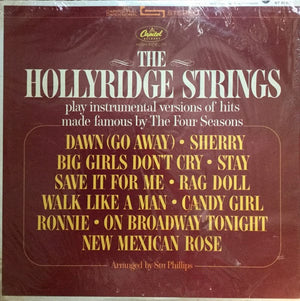 Capitol
THE
HOLLYRIDGE STRINGS
play instrumental versions of hits
made famous by The Four Seasons
DAWN (GO AWAY) • SHERRY
BIG GIRLS DON'T CRY • STAY
SAVE IT FOR ME • RAG DOLL
WALK LIKE A MAN • CANDY GIRL
RONNIE • ON BROADWAY TONIGHT
NEW MEXICAN ROSE
Arranged by Stu Phillips